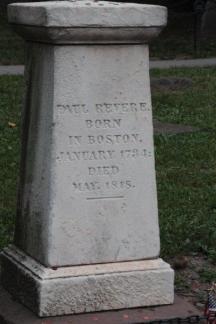 PAUL REVERE.
BORN
IN BOSTON,
JANUARY 1734:
DIED
MAY. 1818.